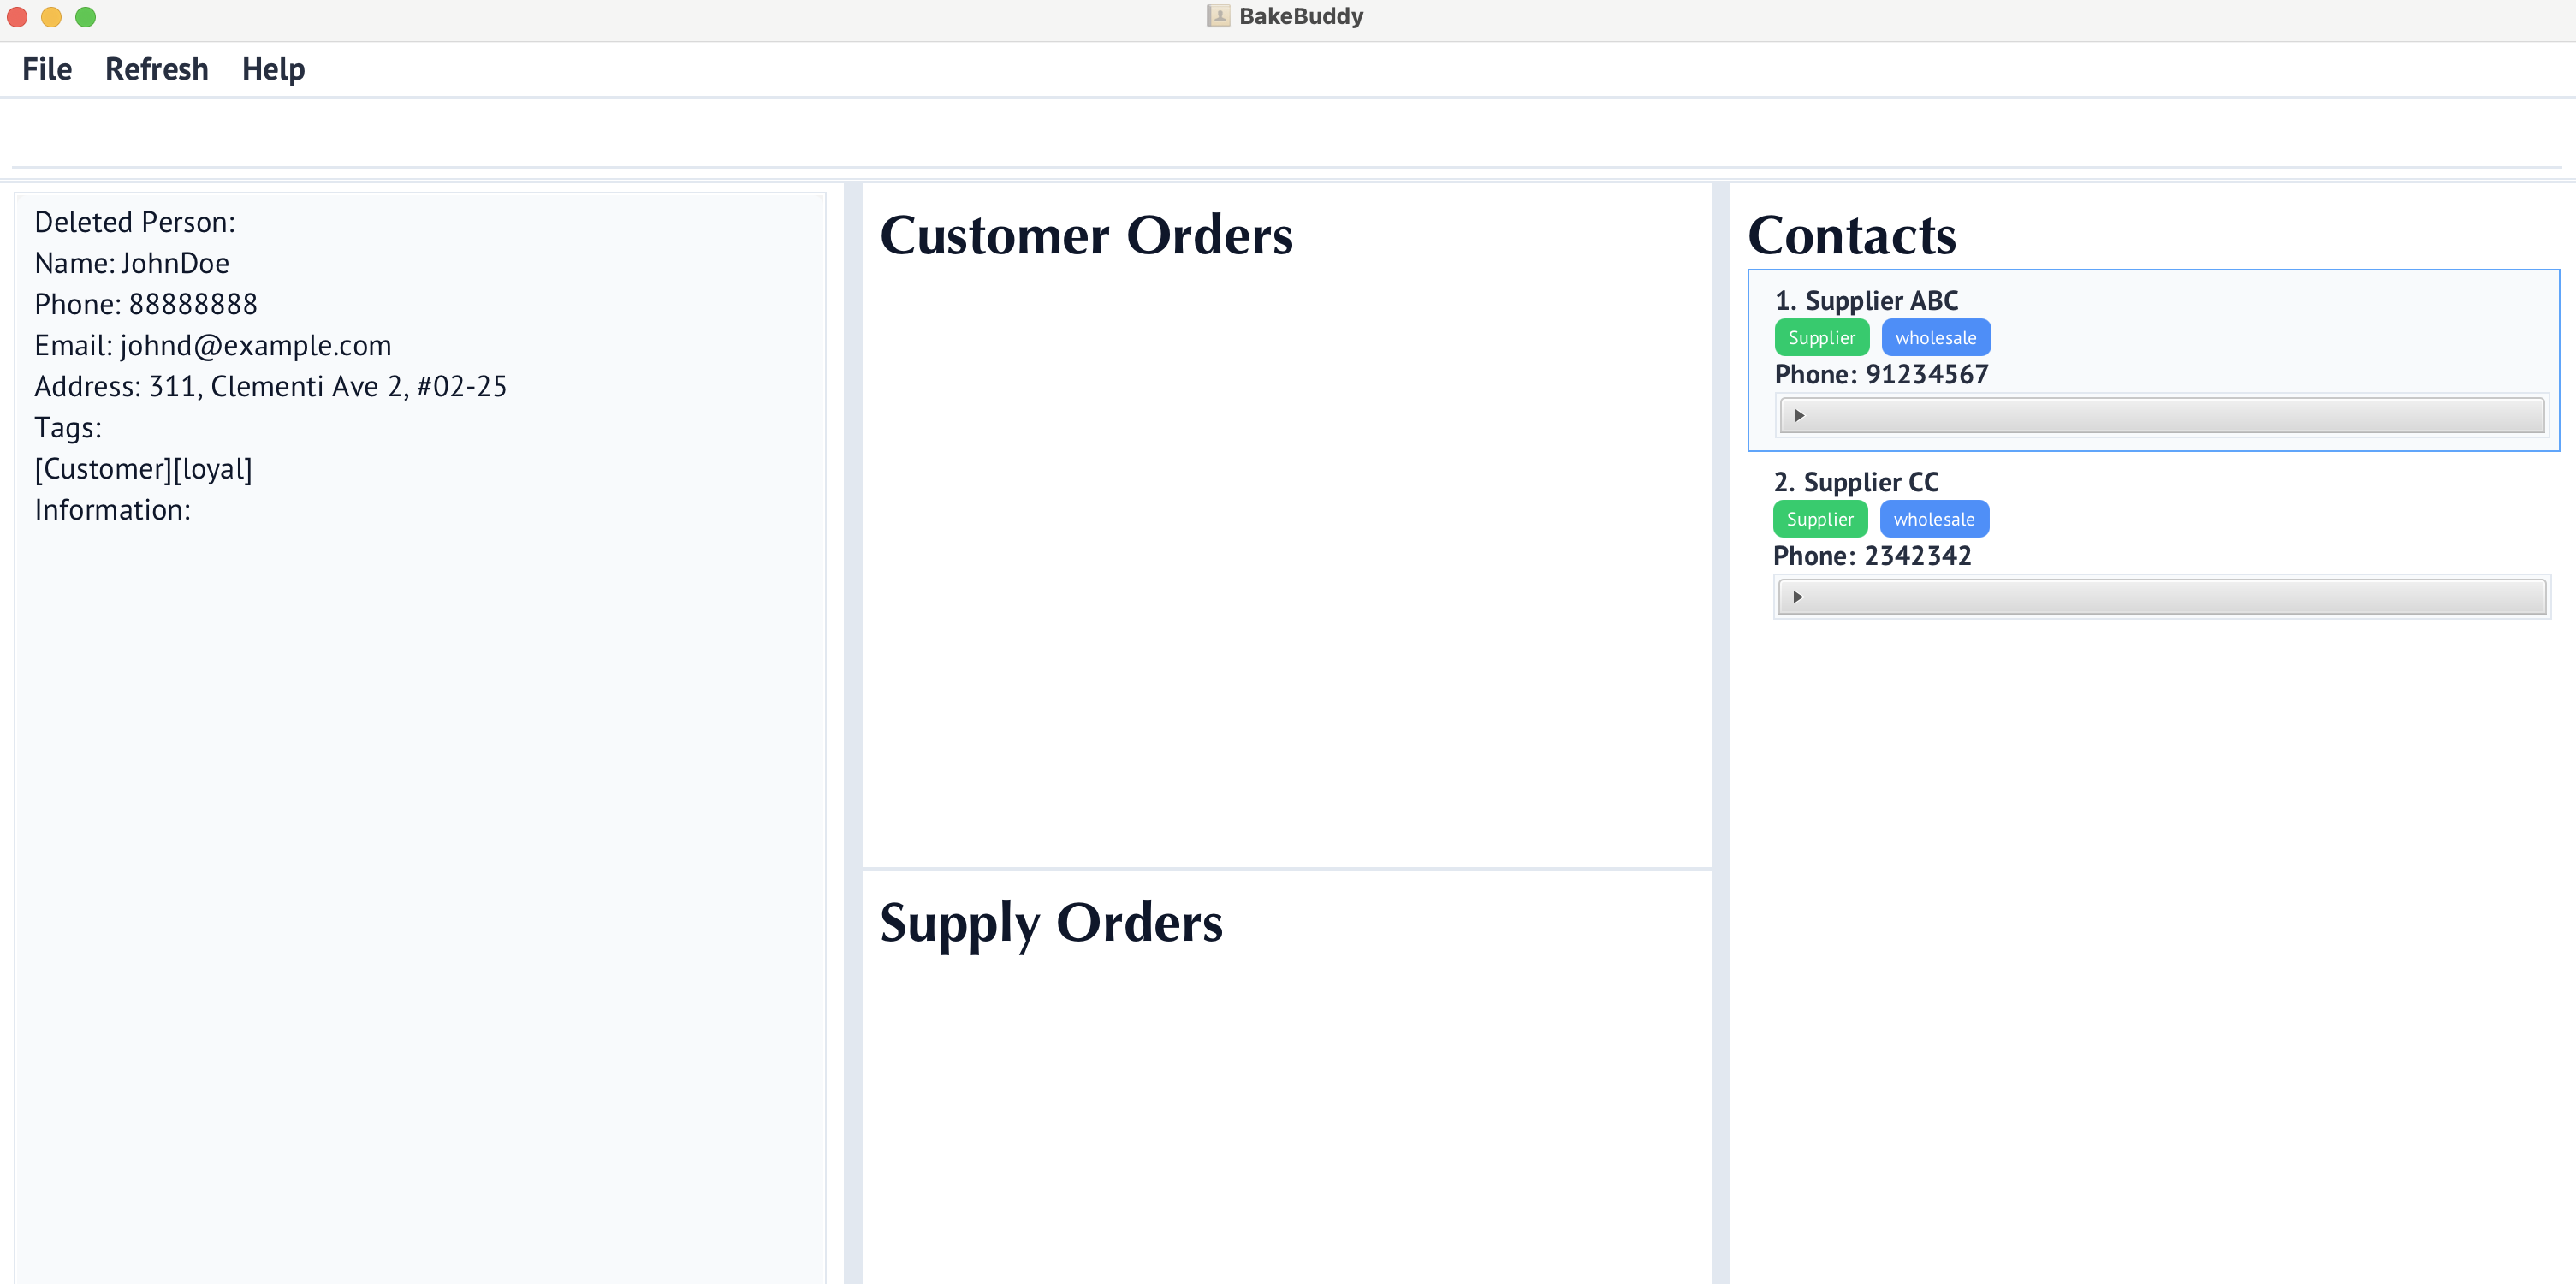 BakeBuddy
File Refresh Help
Deleted Person:
Name: JohnDoe
Phone: 88888888
Email: johnd@example.com
Address: 311, Clementi Ave 2, #02-25
Tags:
[Customer][loyal]
Information:
Customer Orders
Supply Orders
Contacts
1. Supplier ABC
Supplier wholesale
Phone: 91234567
2. Supplier CC
Supplier wholesale
Phone: 2342342